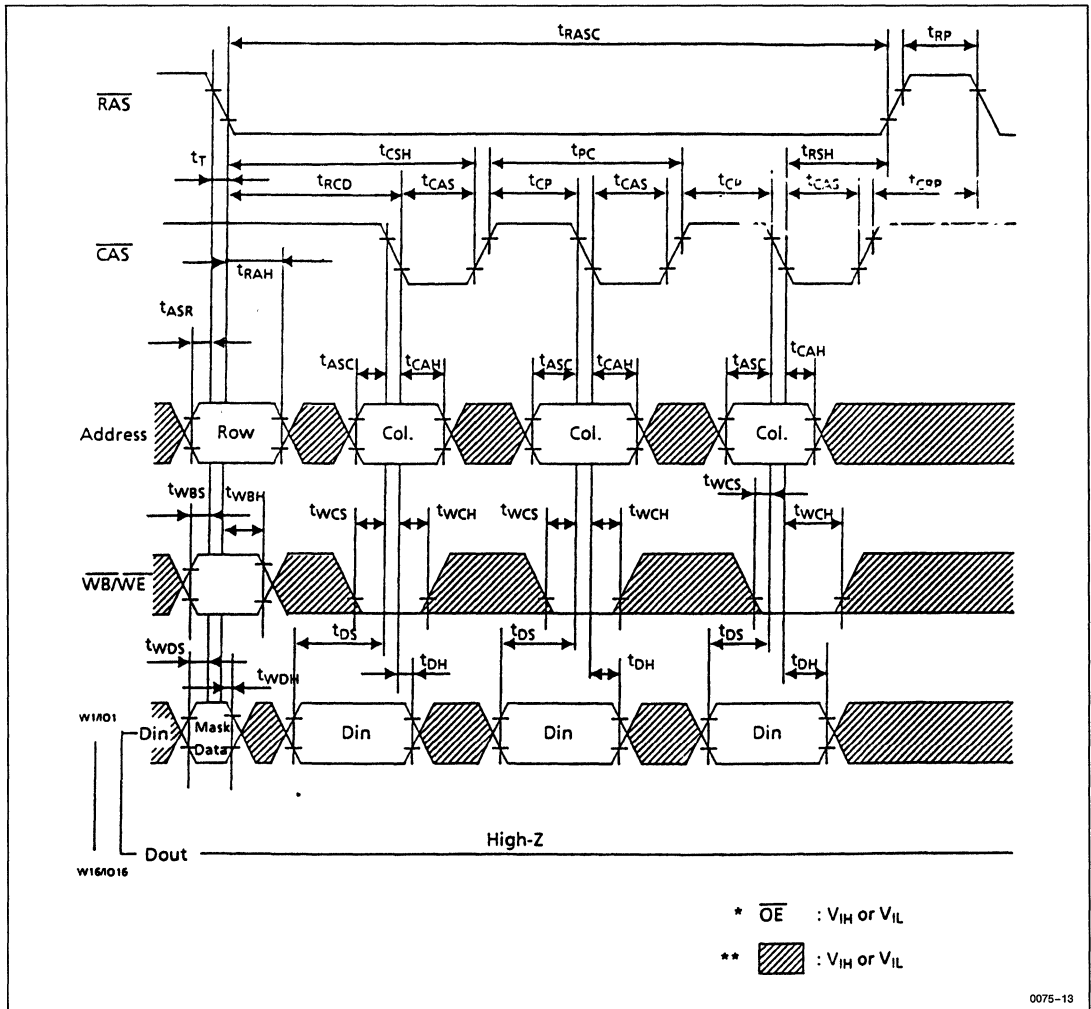 tRASC tRP
RAS
tT tCSH tPC tRSH
tRCD tCAS tCP tCAS tCP tCAS tCRP
CAS
tRAH
tASR
tASC tCAH tASC tCAH tASC tCAH
Address Row Col. Col. Col.
tWBS tWBH tWCS tWCH tWCS tWCH tWCS tWCH
WB/WE
tDS tDS tDS
tWDS tWDH tDH tDH tDH
W1/IO1
Din Mask Data Din Din Din
High-Z
Dout
W16/IO16
* OE : VIH or VIL
** : VIH or VIL
0075-13